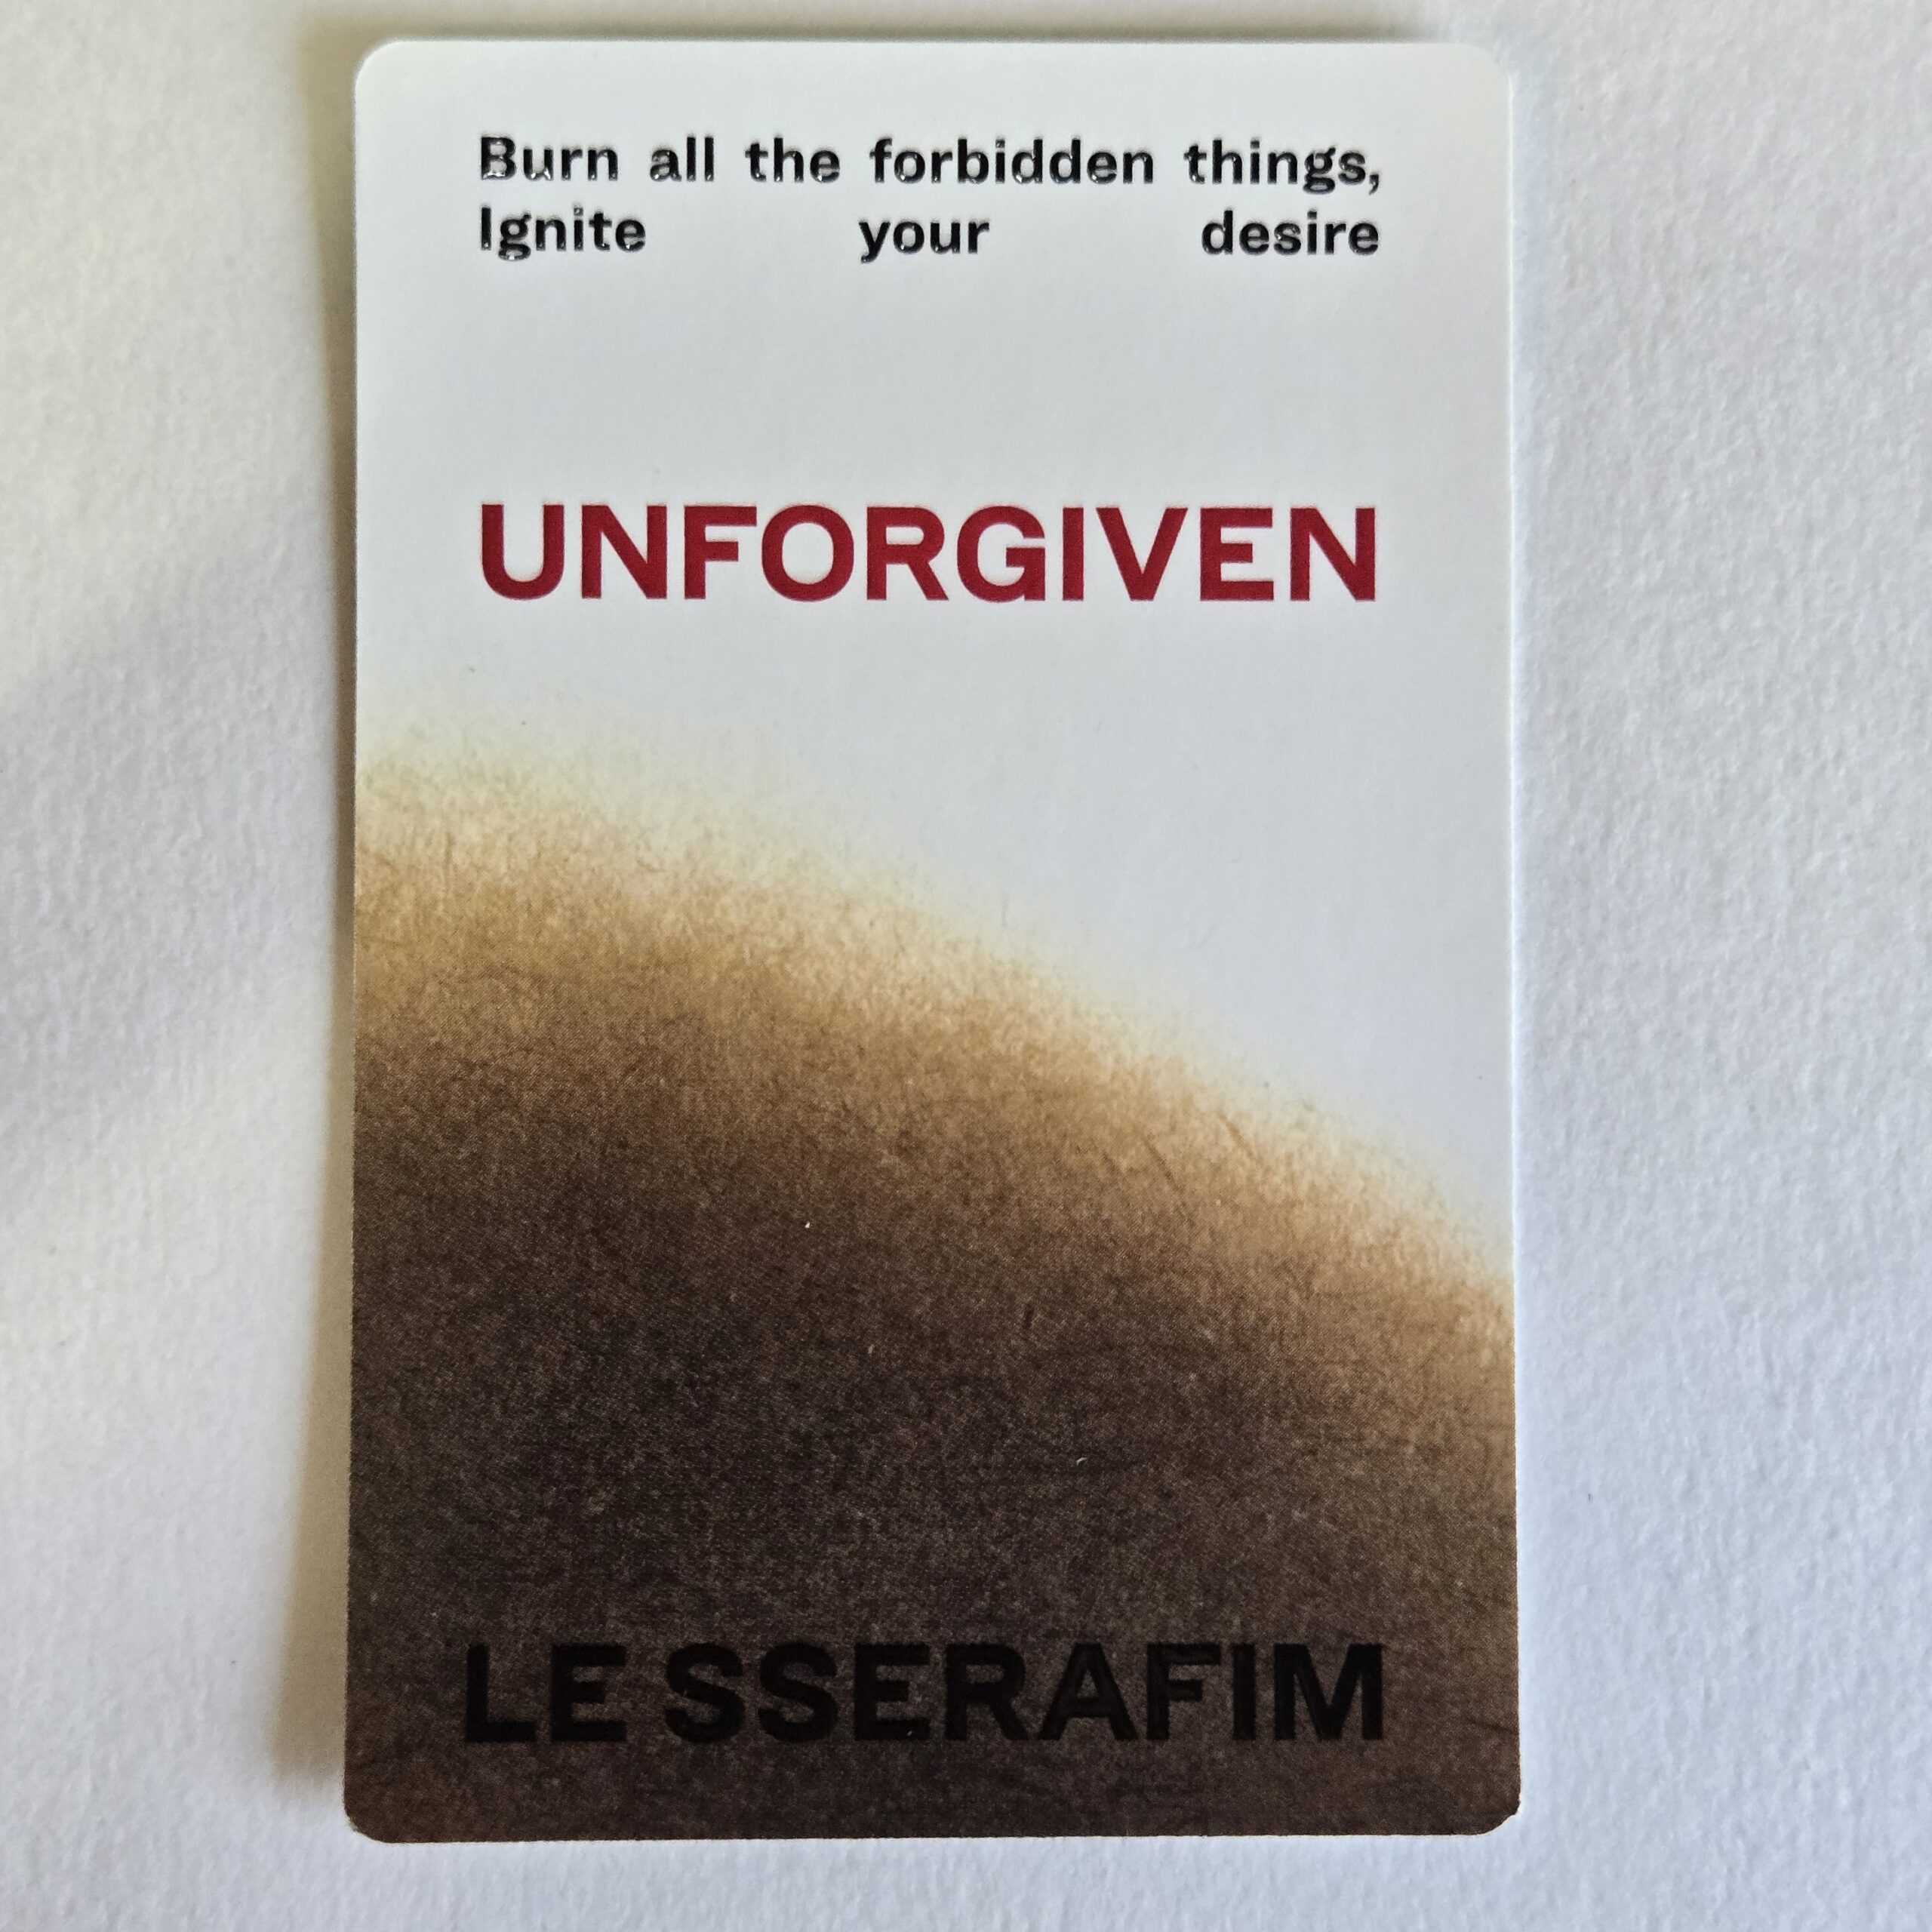 Burn all the forbidden things,
Ignite your desire
UNFORGIVEN
LE SSERAFIM